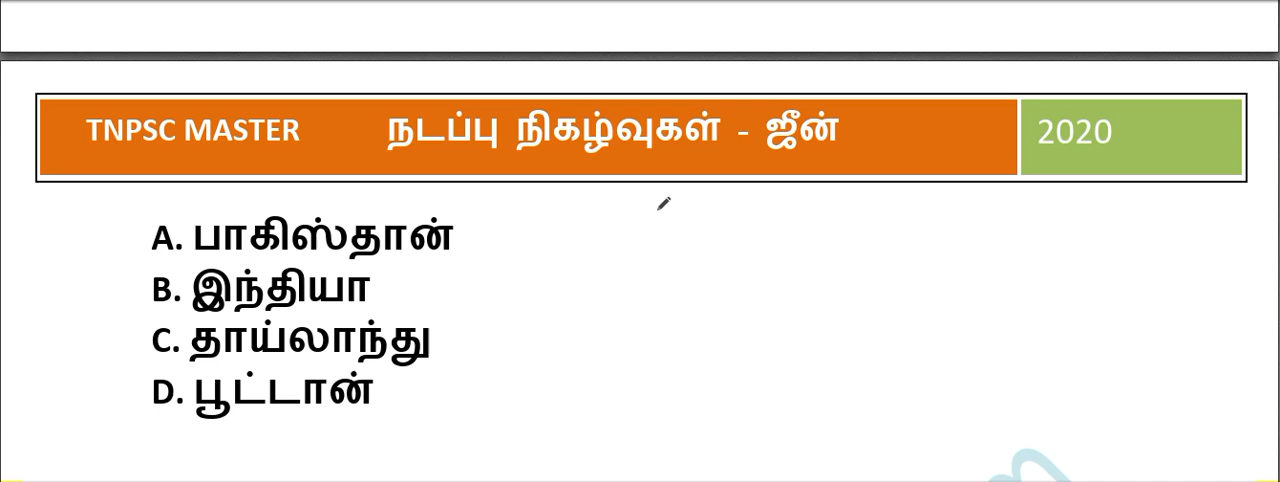 TNPSC MASTER நடப்பு நிகழ்வுகள் - ஜீன் 2020
A. பாகிஸ்தான்
B. இந்தியா
C. தாய்லாந்து
D. பூட்டான்